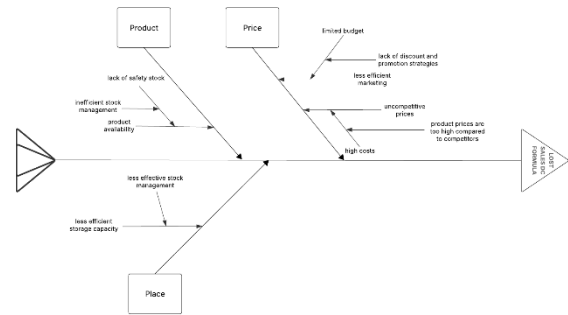 Product
Price
limited budget
lack of discount and
promotion strategies
less efficient
marketing
lack of safety stock
inefficient stock
management
product
availability
uncompetitive
prices
product prices are
too high compared
to competitors
high costs
LOST
SALES DC
FORMULA
less effective stock
management
less efficient
storage capacity
Place